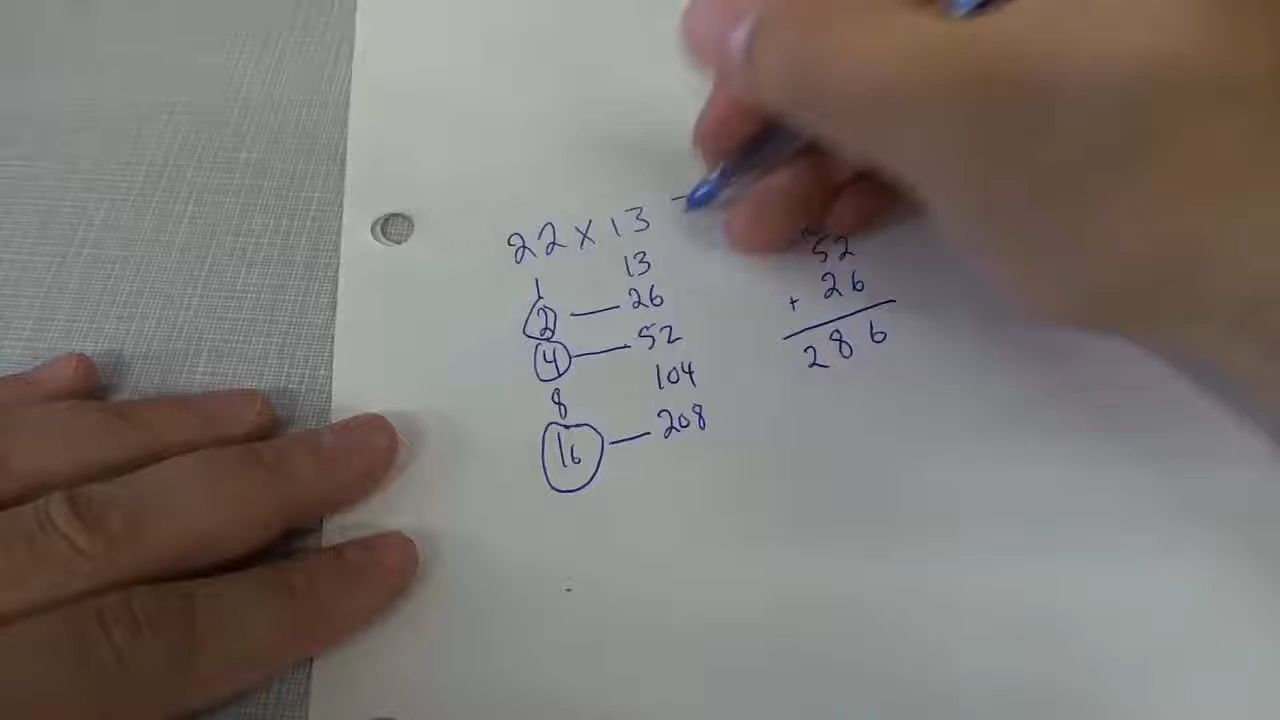 22 x 13
1 13
2 — 26
4 — 52
8 104
16 — 208
52
+ 26
286